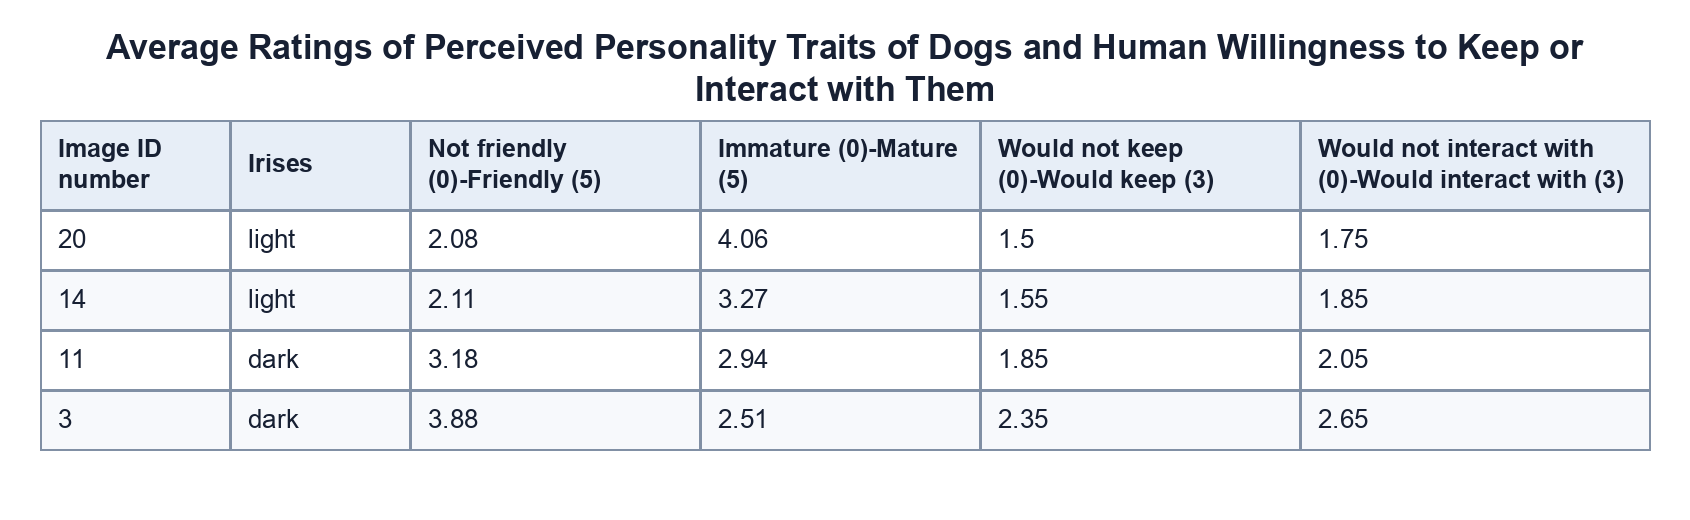 Average Ratings of Perceived Personality Traits of Dogs and Human Willingness to Keep or
Interact with Them
Image ID number | Irises | Not friendly (0)-Friendly (5) | Immature (0)-Mature (5) | Would not keep (0)-Would keep (3) | Would not interact with (0)-Would interact with (3)
20 | light | 2.08 | 4.06 | 1.5 | 1.75
14 | light | 2.11 | 3.27 | 1.55 | 1.85
11 | dark | 3.18 | 2.94 | 1.85 | 2.05
3 | dark | 3.88 | 2.51 | 2.35 | 2.65